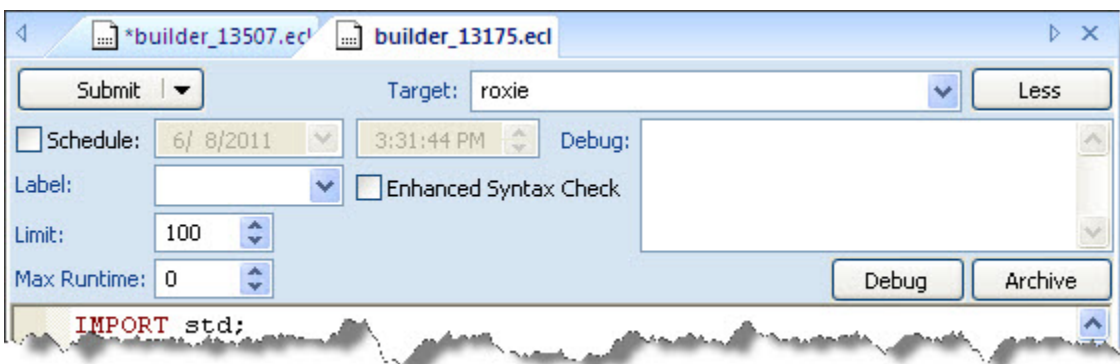 *builder_13507.ecl builder_13175.ecl
Submit Target: roxie Less
Schedule: 6/ 8/2011 3:31:44 PM Debug:
Label: Enhanced Syntax Check
Limit: 100
Max Runtime: 0 Debug Archive
IMPORT std;